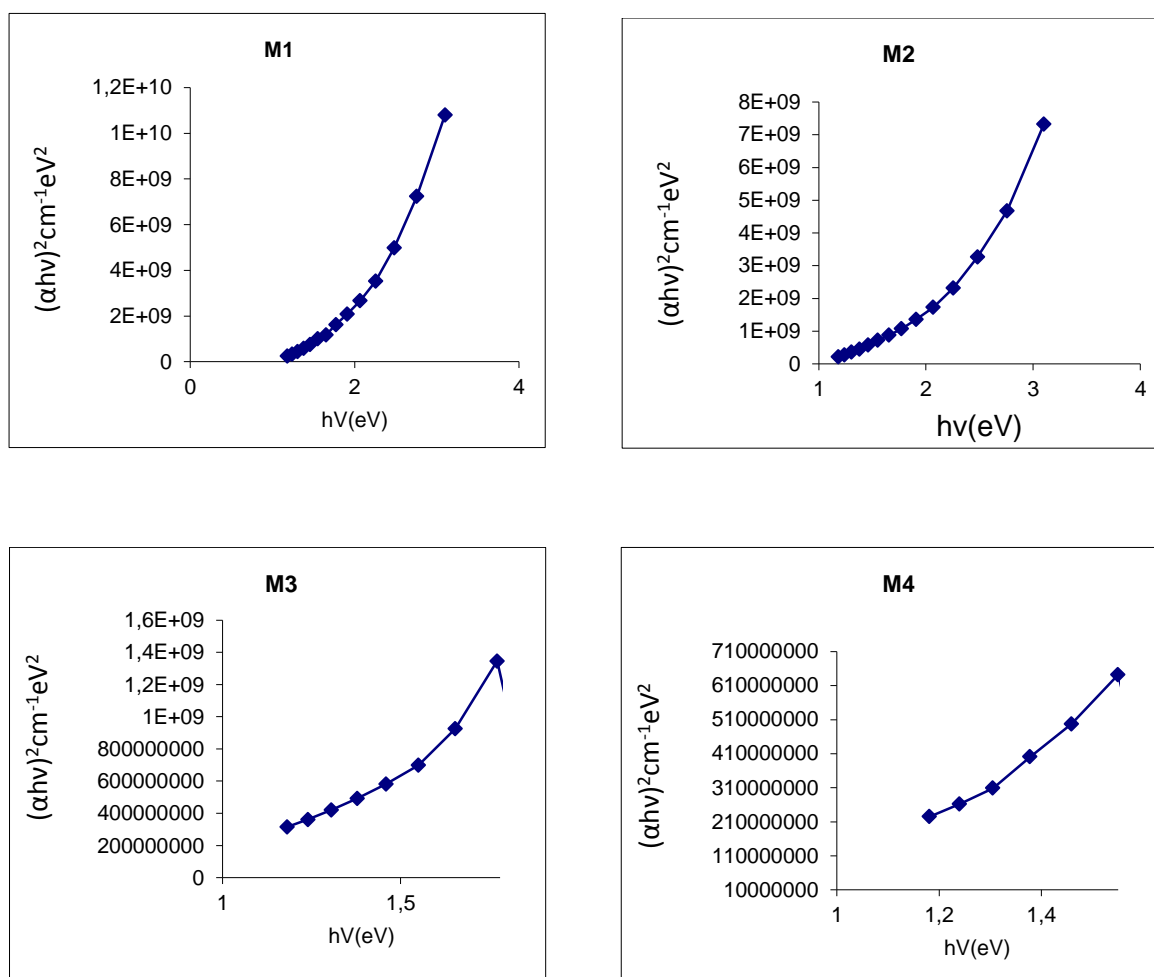 M1
1,2E+10
1E+10
8E+09
6E+09
4E+09
2E+09
0
0 2 4
hV(eV)
(αhv)²cm⁻¹eV²
M2
8E+09
7E+09
6E+09
5E+09
4E+09
3E+09
2E+09
1E+09
0
1 2 3 4
hv(eV)
(αhv)²cm⁻¹eV²
M3
1,6E+09
1,4E+09
1,2E+09
1E+09
800000000
600000000
400000000
200000000
0
1 1,5
hV(eV)
(αhv)²cm⁻¹eV²
M4
710000000
610000000
510000000
410000000
310000000
210000000
110000000
10000000
1 1,2 1,4
hV(eV)
(αhv)²cm⁻¹eV²